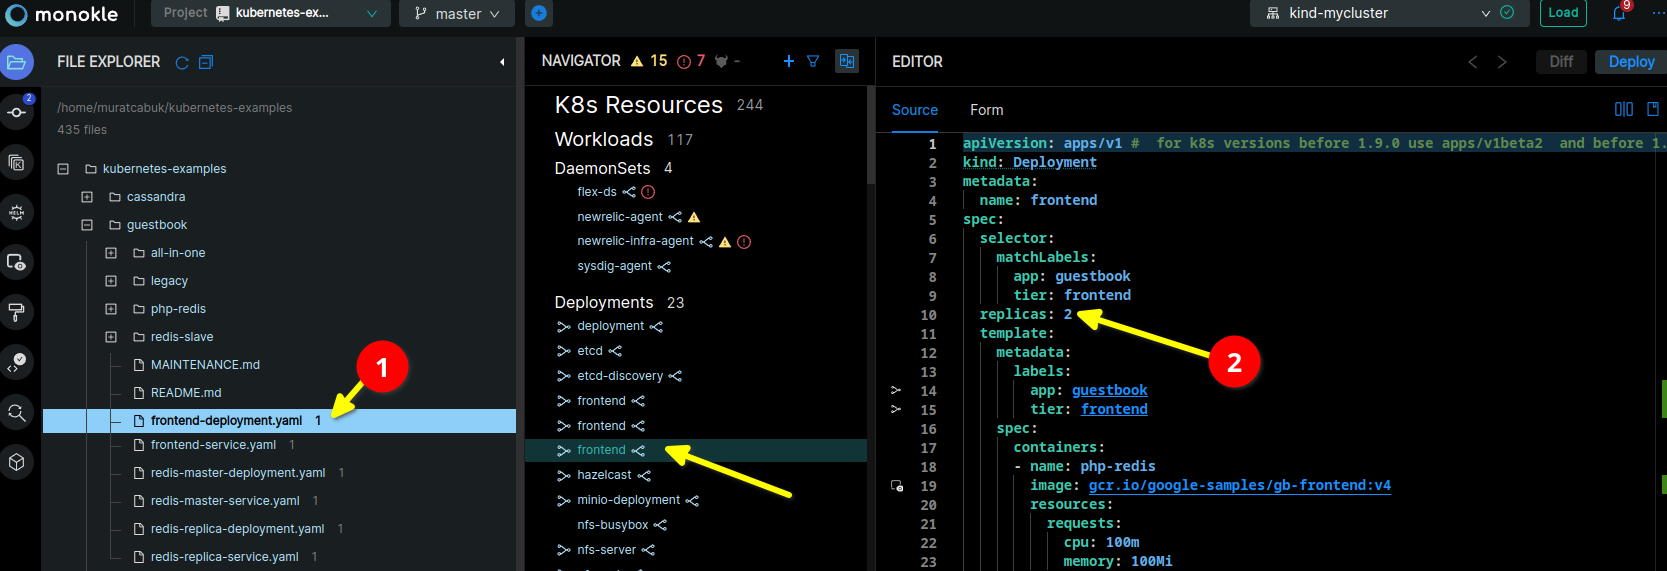 monokle
Project kubernetes-ex...
master
kind-mycluster
Load
9
FILE EXPLORER
2
/home/muratcabuk/kubernetes-examples
435 files
kubernetes-examples
cassandra
guestbook
all-in-one
legacy
php-redis
redis-slave
MAINTENANCE.md
README.md
frontend-deployment.yaml 1
frontend-service.yaml 1
redis-master-deployment.yaml 1
redis-master-service.yaml 1
redis-replica-deployment.yaml 1
redis-replica-service.yaml 1
HELM
1
NAVIGATOR 15 7 -
K8s Resources 244
Workloads 117
DaemonSets 4
flex-ds
newrelic-agent
newrelic-infra-agent
sysdig-agent
Deployments 23
deployment
etcd
etcd-discovery
frontend
frontend
frontend
hazelcast
minio-deployment
nfs-busybox
nfs-server
EDITOR
Diff
Deploy
Source Form
1 apiVersion: apps/v1 # for k8s versions before 1.9.0 use apps/v1beta2 and before 1.
2 kind: Deployment
3 metadata:
4 name: frontend
5 spec:
6 selector:
7 matchLabels:
8 app: guestbook
9 tier: frontend
10 replicas: 2
11 template:
12 metadata:
13 labels:
14 app: guestbook
15 tier: frontend
16 spec:
17 containers:
18 - name: php-redis
19 image: gcr.io/google-samples/gb-frontend:v4
20 resources:
21 requests:
22 cpu: 100m
23 memory: 100Mi
2